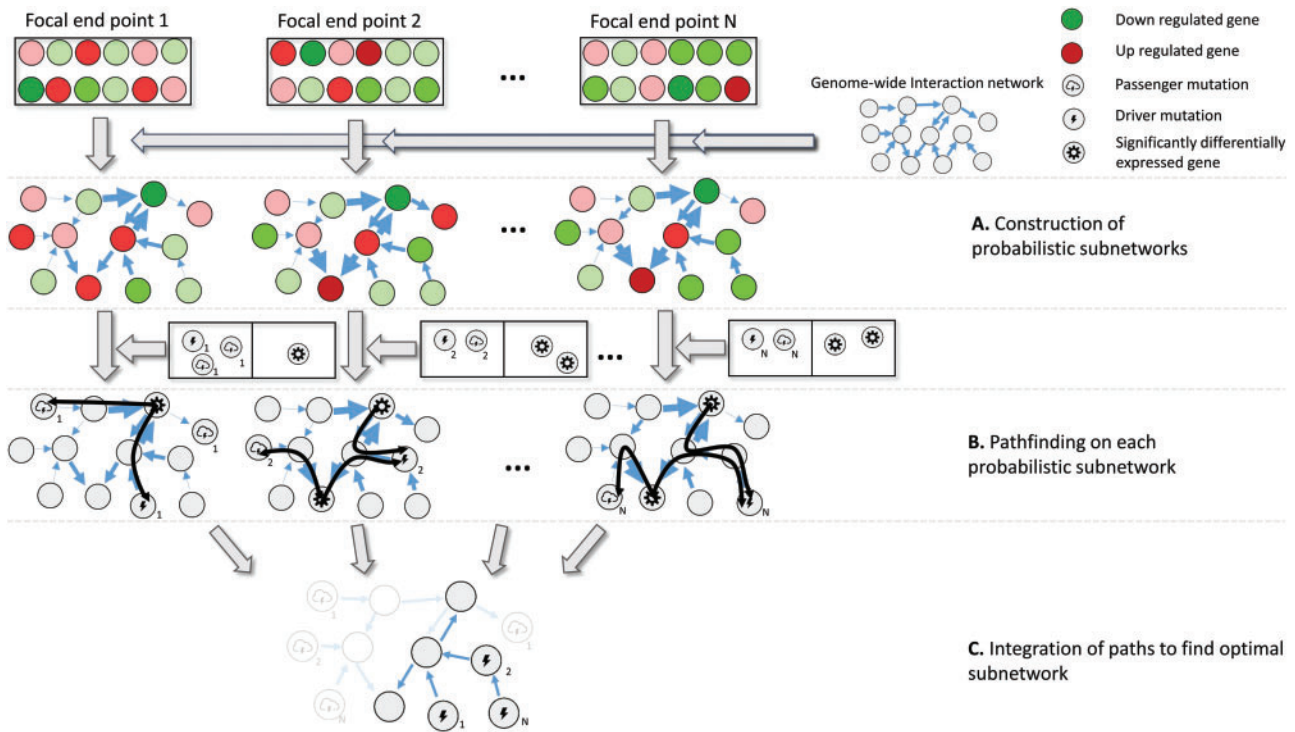 Focal end point 1
Focal end point 2
Focal end point N
...
Down regulated gene
Up regulated gene
Genome-wide Interaction network
Passenger mutation
Driver mutation
Significantly differentially
expressed gene
...
A. Construction of
probabilistic subnetworks
1
1
1
2
2
...
N
N
1
1
1
2
2
...
N
N
B. Pathfinding on each
probabilistic subnetwork
1
1
2
2
N
1
N
C. Integration of paths to find optimal
subnetwork